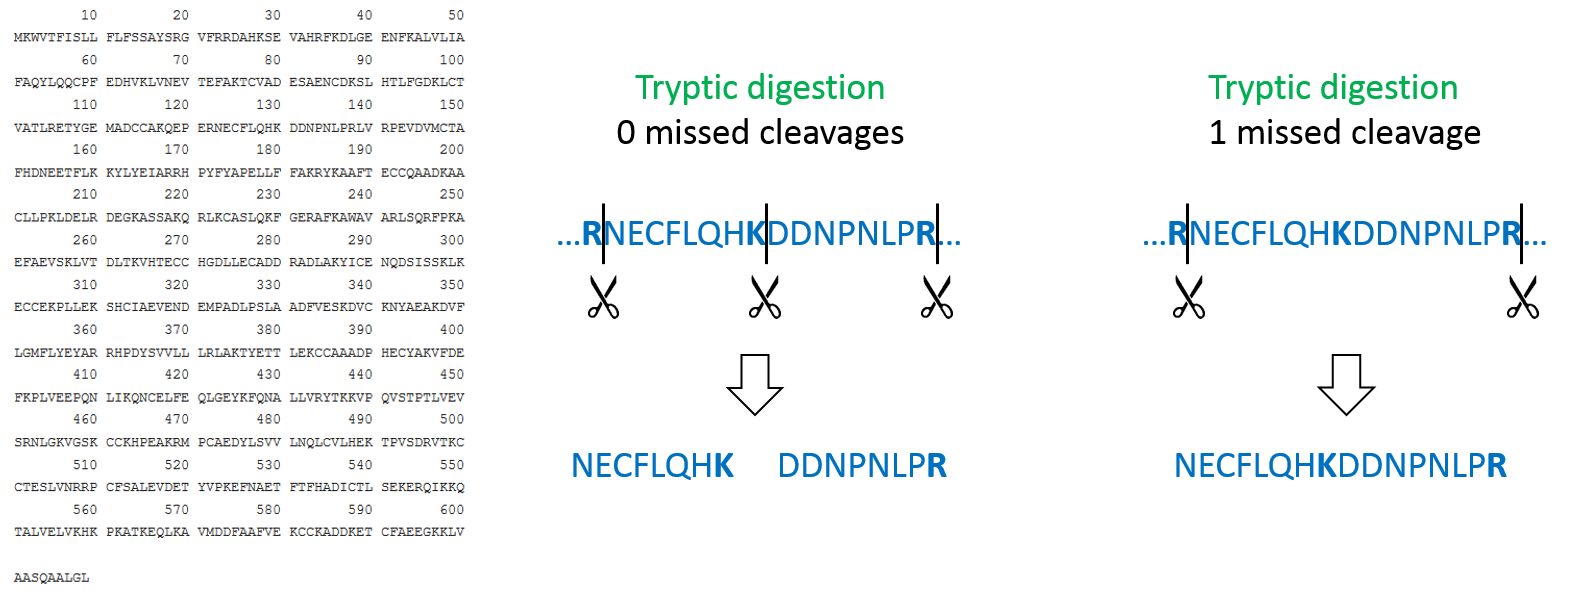 10 20 30 40 50
MKWVTFISLL FLFSSAYSRG VFRRDAHKSE VAHRFKDLGE ENFKALVLIA
60 70 80 90 100
FAQYLQQCPF EDHVKLVNEV TEFAKTCVAD ESAENCDKSL HTLFGDKLCT
110 120 130 140 150
VATLRETYGE MADCCAKQEP ERNECFLQHK DDNPNLPRLV RPEVDVMCTA
160 170 180 190 200
FHDNEETFLK KYLYEIARRH PYFYAPELLF FAKRYKAAFT ECCQAADKAA
210 220 230 240 250
CLLPKLDELR DEGKASSAKQ RLKCASLQKF GERAFKAWAV ARLSQRFPKA
260 270 280 290 300
EFAEVSKLVT DLTKVHTECC HGDLLECADD RADLAKYICE NQDSISSKLK
310 320 330 340 350
ECCEKPLLEK SHCIAEVEND EMPADLPSLA ADFVESKDVC KNYAEAKDVF
360 370 380 390 400
LGMFLYEYAR RHPDYSVVLL LRLAKTYETT LEKCCAAADP HECYAKVFDE
410 420 430 440 450
FKPLVEEPQN LIKQNCELFE QLGEYKFQNA LLVRYTKKVP QVSTPTLVEV
460 470 480 490 500
SRNLGKVGSK CCKHPEAKRM PCAEDYLSVV LNQLCVLHEK TPVSDRVTKC
510 520 530 540 550
CTESLVNRRP CFSALEVDET YVPKEFNAET FTFHADICTL SEKERQIKKQ
560 570 580 590 600
TALVELVKHK PKATKEQLKA VMDDFAAFVE KCCKADDKET CFAEEGKKLV
AASQAALGL
Tryptic digestion
0 missed cleavages
...RNECFLQHKDDNPNLPR...
NECFLQHK DDNPNLPR
Tryptic digestion
1 missed cleavage
...RNECFLQHKDDNPNLPR...
NECFLQHKDDNPNLPR